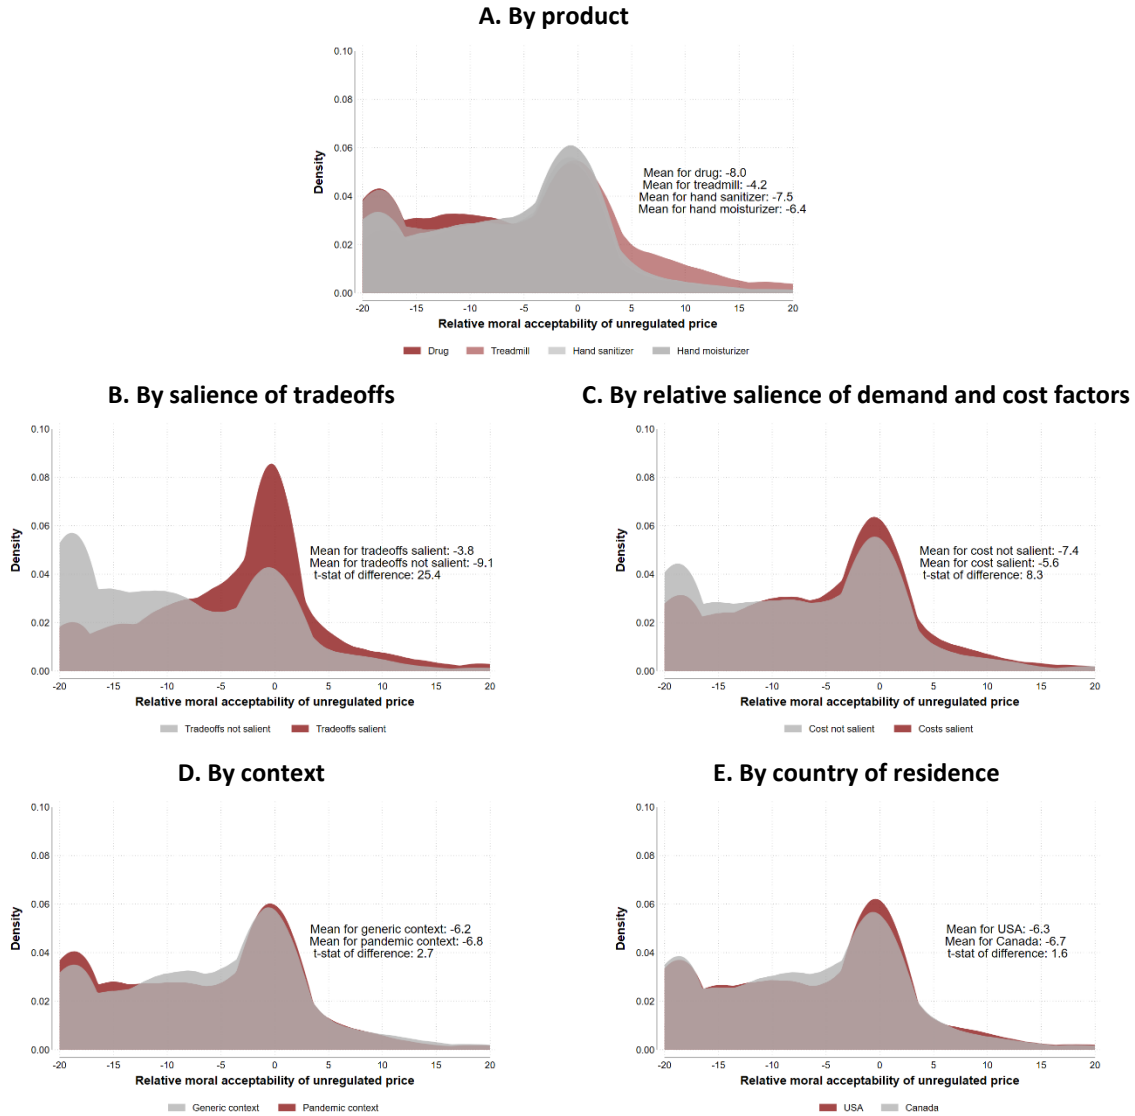 A. By product
0.10
0.08
0.06
0.04
0.02
0.00
Density
Mean for drug: -8.0
Mean for treadmill: -4.2
Mean for hand sanitizer: -7.5
Mean for hand moisturizer: -6.4
-20 -15 -10 -5 0 5 10 15 20
Relative moral acceptability of unregulated price
Drug Treadmill Hand sanitizer Hand moisturizer
B. By salience of tradeoffs
0.10
0.08
0.06
0.04
0.02
0.00
Density
Mean for tradeoffs salient: -3.8
Mean for tradeoffs not salient: -9.1
t-stat of difference: 25.4
-20 -15 -10 -5 0 5 10 15 20
Relative moral acceptability of unregulated price
Tradeoffs not salient Tradeoffs salient
C. By relative salience of demand and cost factors
0.10
0.08
0.06
0.04
0.02
0.00
Density
Mean for cost not salient: -7.4
Mean for cost salient: -5.6
t-stat of difference: 8.3
-20 -15 -10 -5 0 5 10 15 20
Relative moral acceptability of unregulated price
Cost not salient Costs salient
D. By context
0.10
0.08
0.06
0.04
0.02
0.00
Density
Mean for generic context: -6.2
Mean for pandemic context: -6.8
t-stat of difference: 2.7
-20 -15 -10 -5 0 5 10 15 20
Relative moral acceptability of unregulated price
Generic context Pandemic context
E. By country of residence
0.10
0.08
0.06
0.04
0.02
0.00
Density
Mean for USA: -6.3
Mean for Canada: -6.7
t-stat of difference: 1.6
-20 -15 -10 -5 0 5 10 15 20
Relative moral acceptability of unregulated price
USA Canada